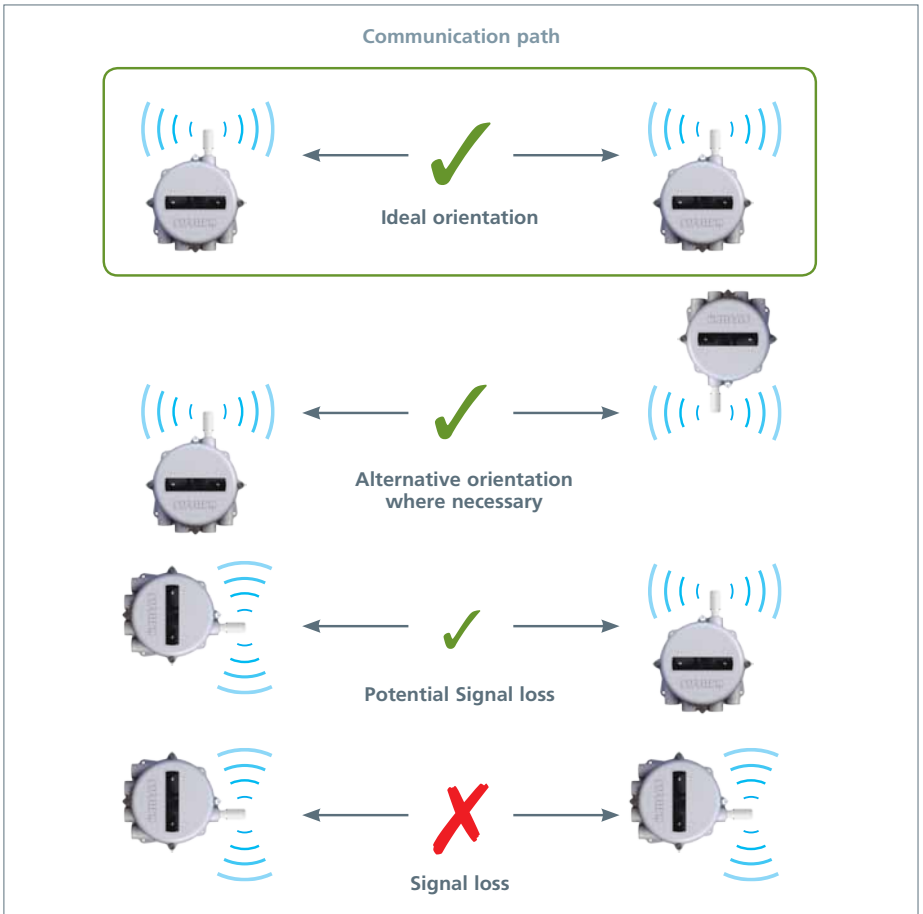 Communication path
Ideal orientation
Alternative orientation
where necessary
Potential Signal loss
Signal loss